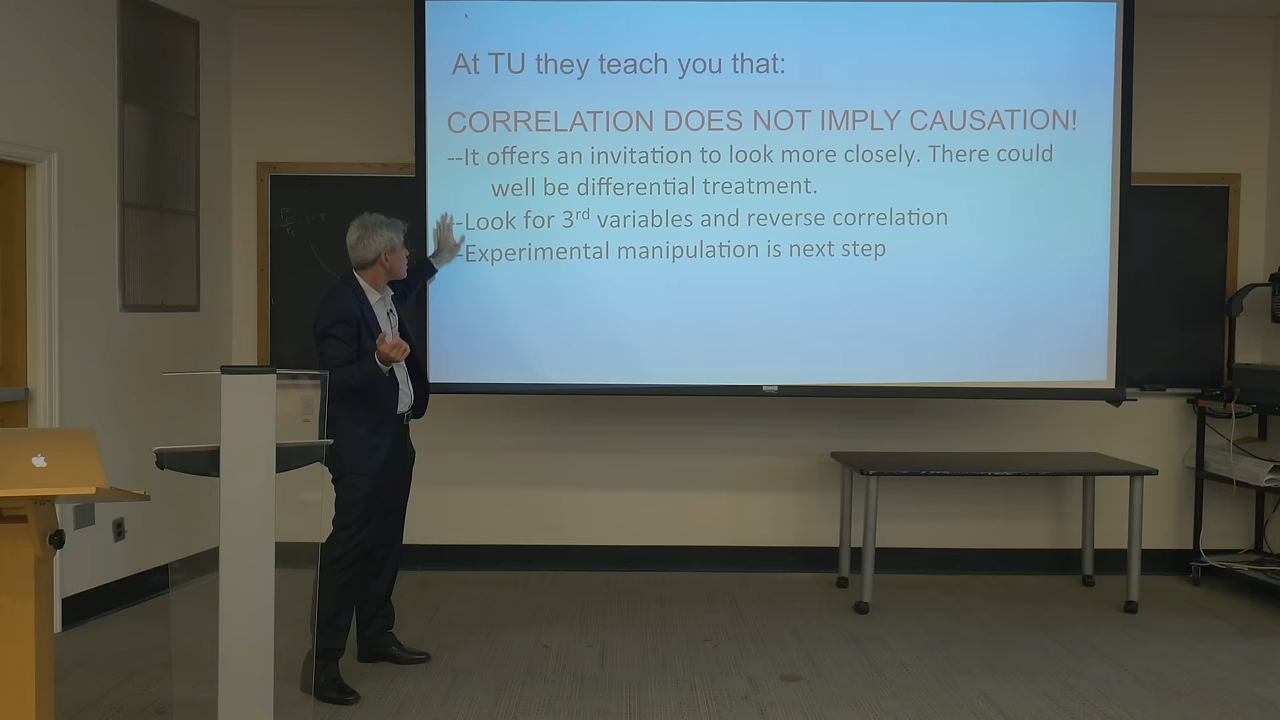 At TU they teach you that:
CORRELATION DOES NOT IMPLY CAUSATION!
--It offers an invitation to look more closely. There could
well be differential treatment.
--Look for 3rd variables and reverse correlation
--Experimental manipulation is next step